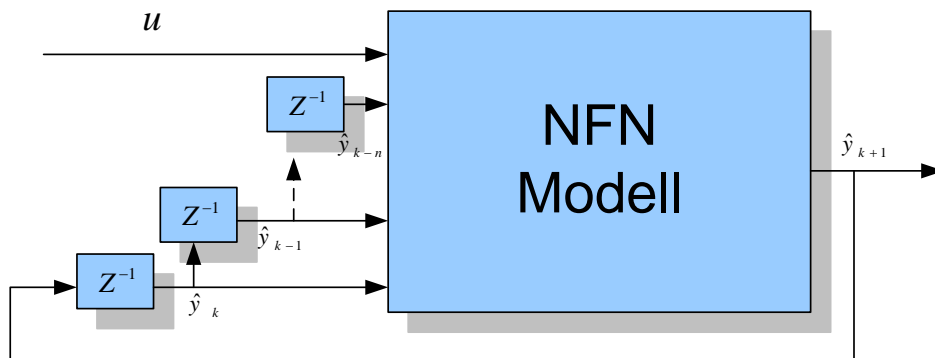 u
Z⁻¹
ŷ k−n
NFN
Modell
ŷ k+1
Z⁻¹
ŷ k−1
Z⁻¹
ŷ k